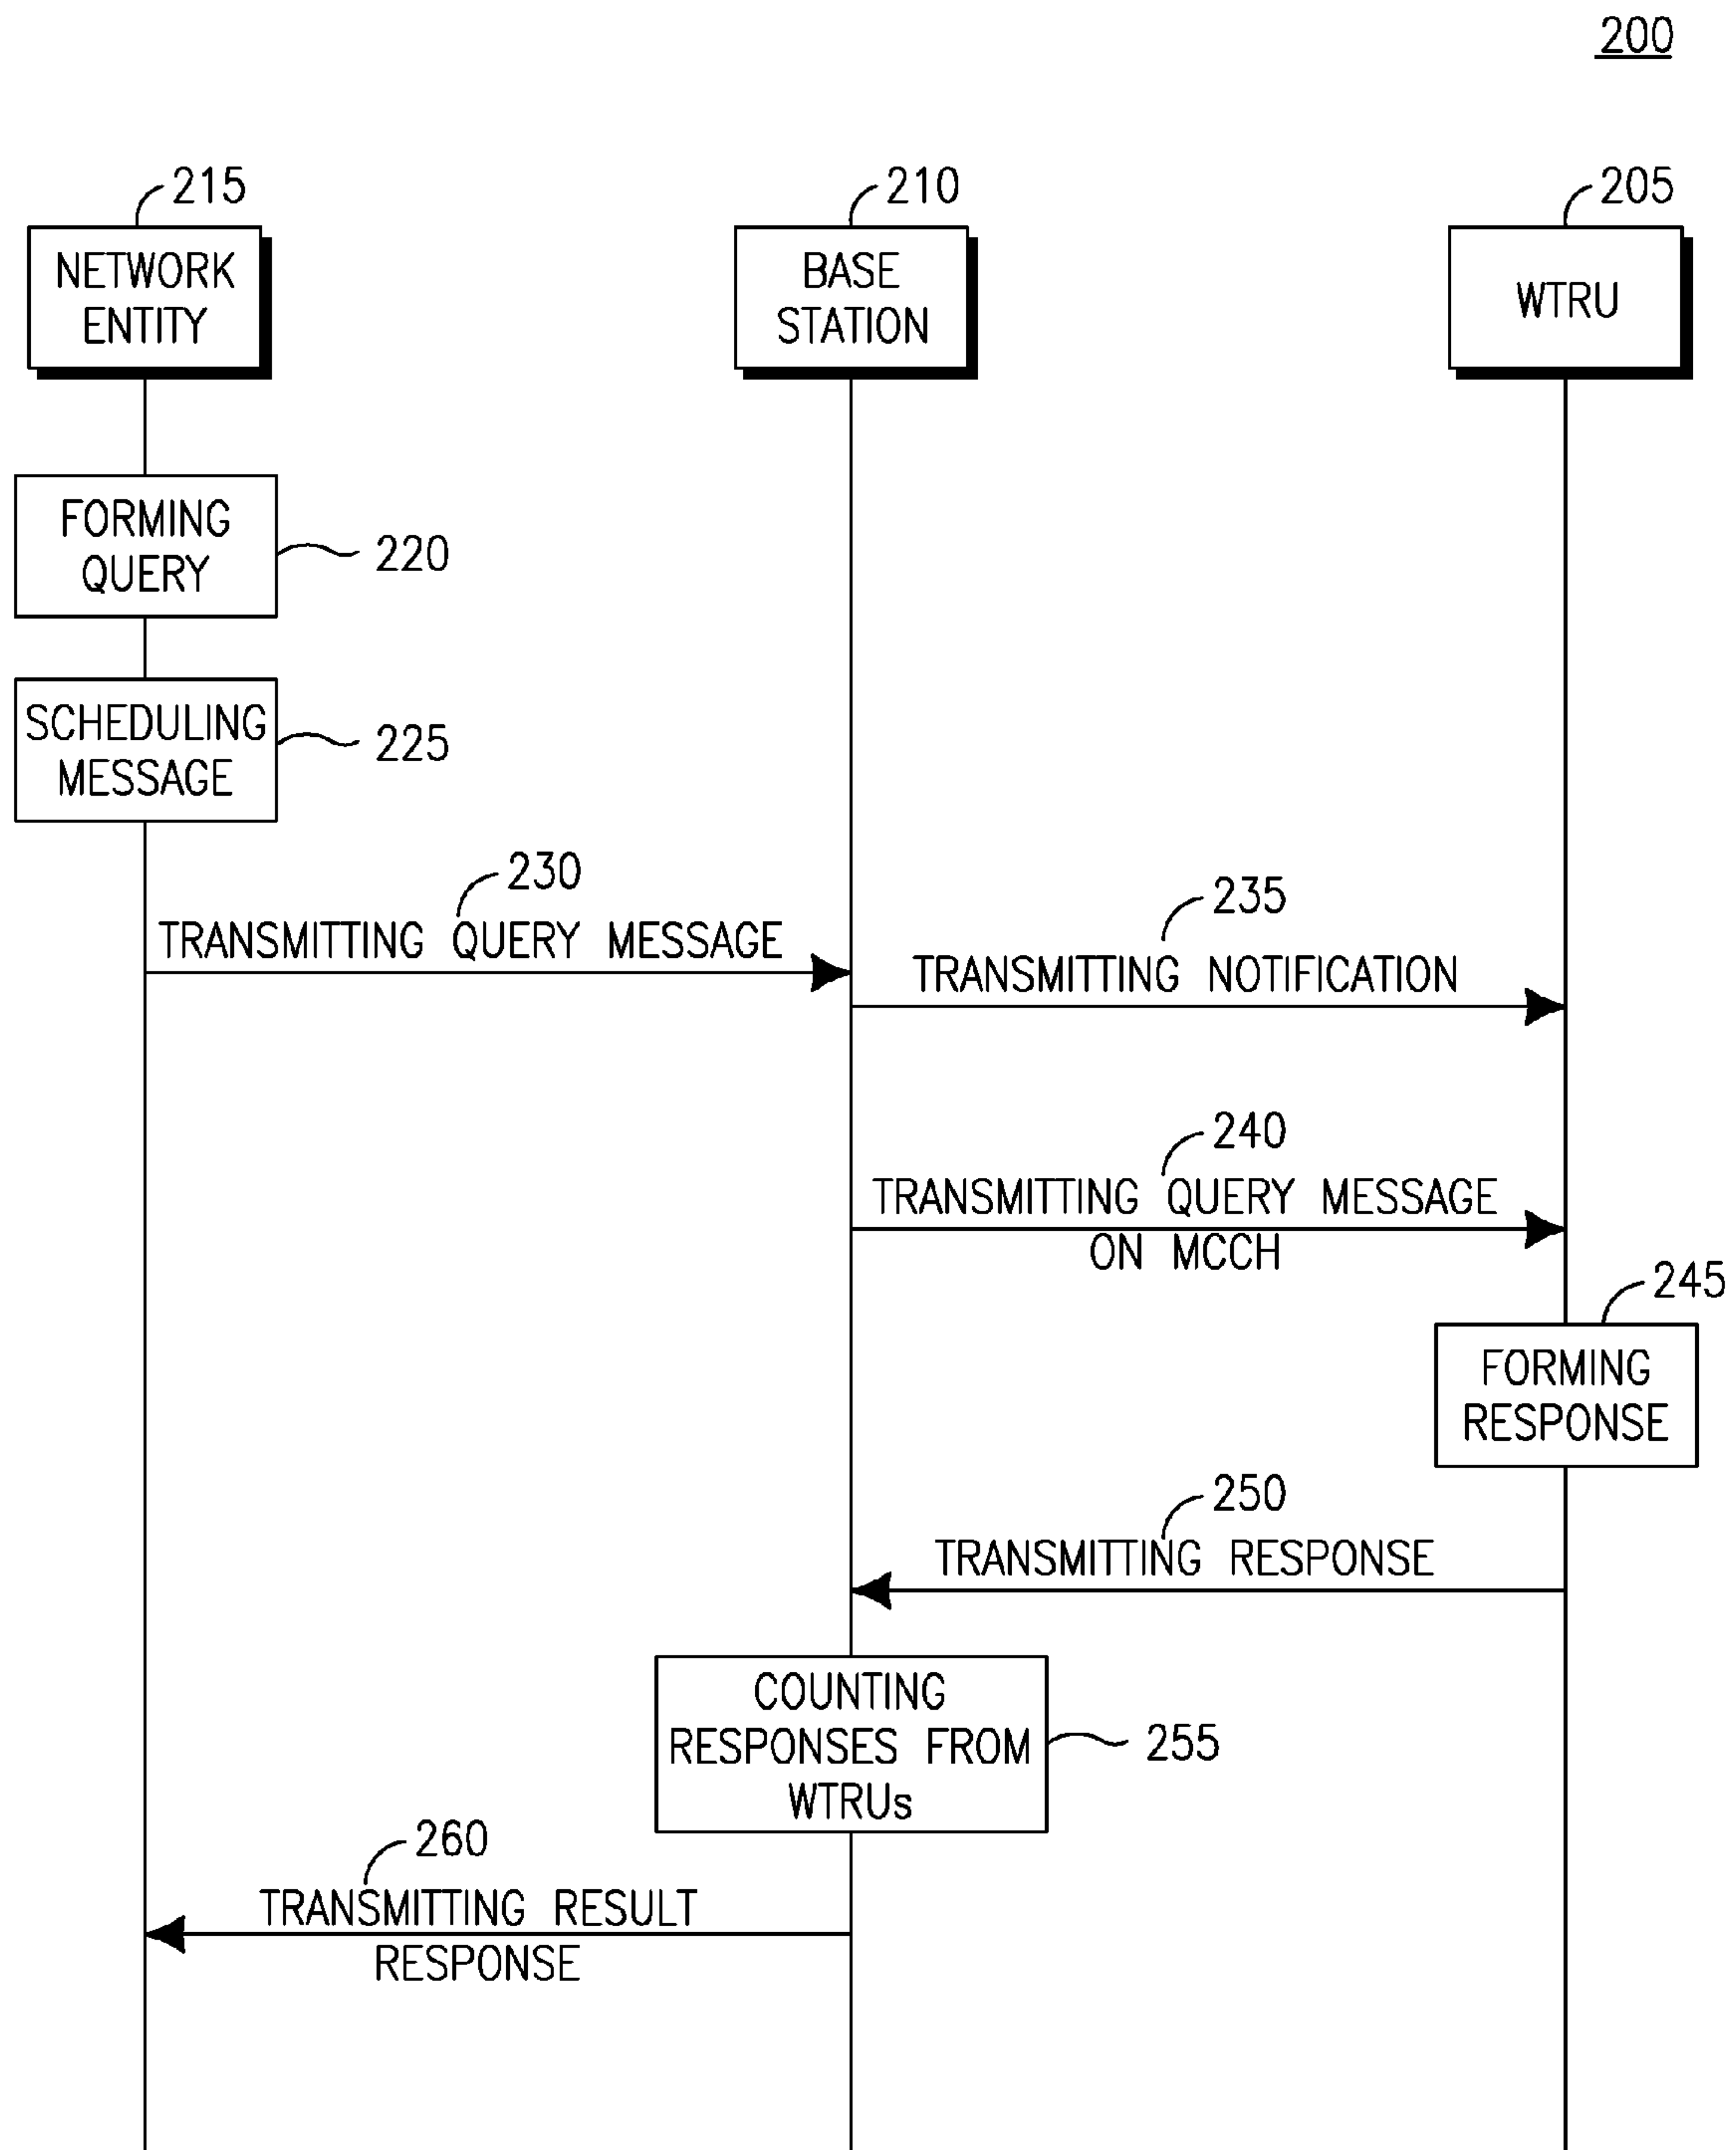 200
215
210
205
NETWORK
ENTITY
BASE
STATION
WTRU
FORMING
QUERY
220
SCHEDULING
MESSAGE
225
230
TRANSMITTING QUERY MESSAGE
235
TRANSMITTING NOTIFICATION
240
TRANSMITTING QUERY MESSAGE
ON MCCH
245
FORMING
RESPONSE
250
TRANSMITTING RESPONSE
COUNTING
RESPONSES FROM
WTRUs
255
260
TRANSMITTING RESULT
RESPONSE